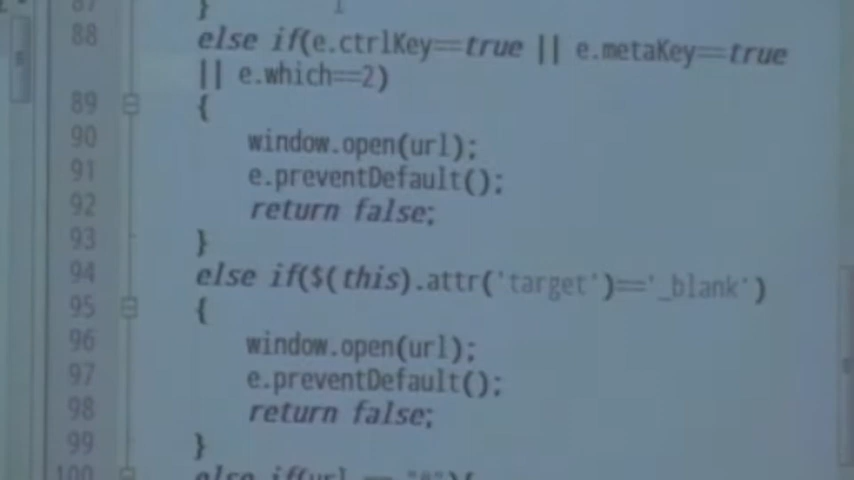 87 }
88 else if(e.ctrlKey==true || e.metaKey==true
|| e.which==2)
89 {
90 window.open(url);
91 e.preventDefault();
92 return false;
93 }
94 else if($(this).attr('target')=='_blank')
95 {
96 window.open(url);
97 e.preventDefault();
98 return false;
99 }
100 else if(url == "#"){